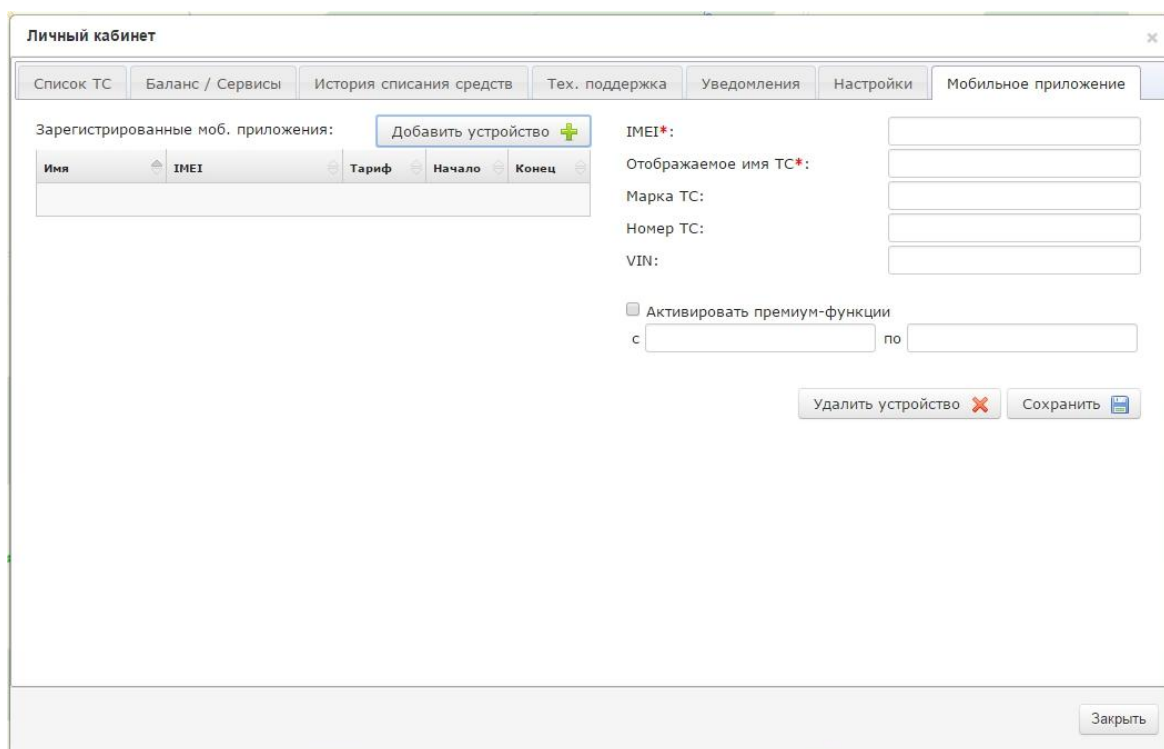 Личный кабинет
Список ТС Баланс / Сервисы История списания средств Тех. поддержка Уведомления Настройки Мобильное приложение
Зарегистрированные моб. приложения: Добавить устройство
Имя IMEI Тариф Начало Конец
IMEI*:
Отображаемое имя ТС*:
Марка ТС:
Номер ТС:
VIN:
Активировать премиум-функции
с по
Удалить устройство Сохранить
Закрыть